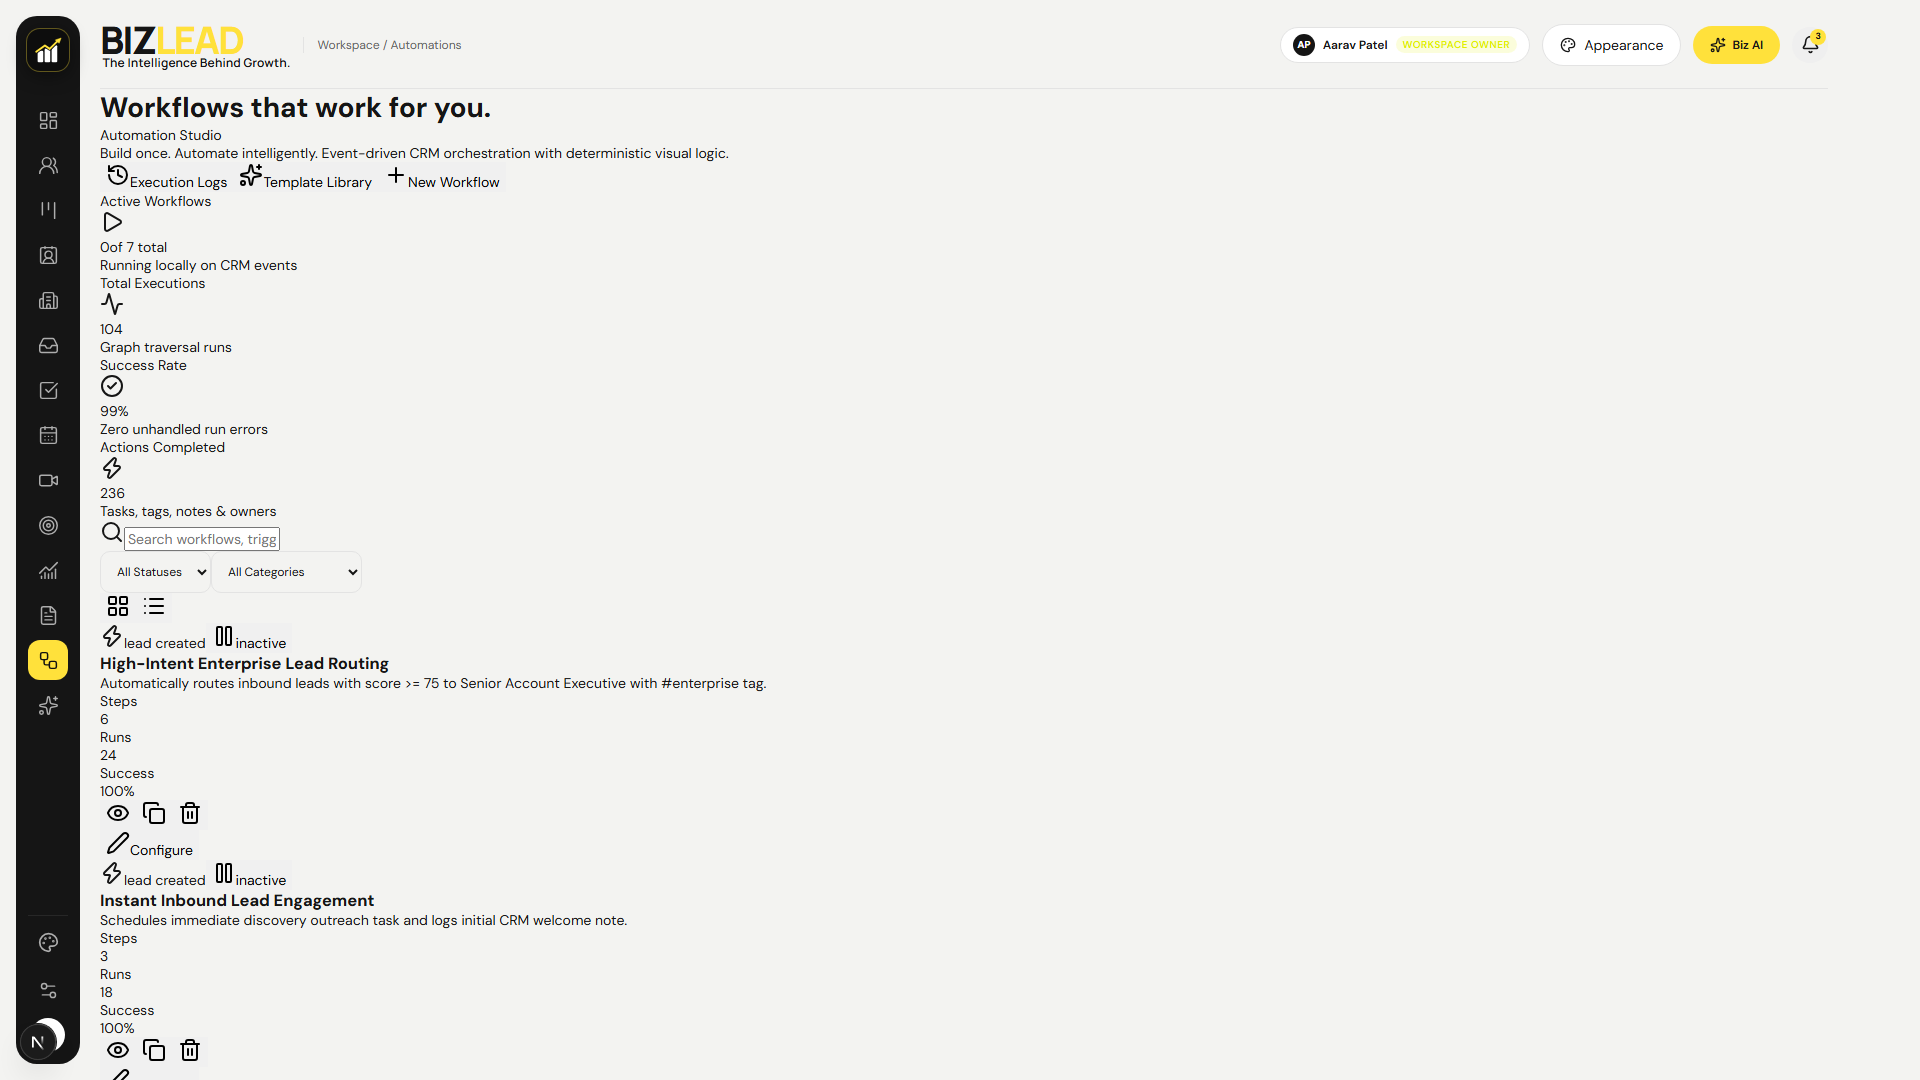 BIZLEAD
The Intelligence Behind Growth.
Workspace / Automations
AP Aarav Patel WORKSPACE OWNER
Appearance
Biz AI
3
Workflows that work for you.
Automation Studio
Build once. Automate intelligently. Event-driven CRM orchestration with deterministic visual logic.
Execution Logs Template Library New Workflow
Active Workflows
0of 7 total
Running locally on CRM events
Total Executions
104
Graph traversal runs
Success Rate
99%
Zero unhandled run errors
Actions Completed
236
Tasks, tags, notes & owners
Search workflows, trigg
All Statuses All Categories
lead created inactive
High-Intent Enterprise Lead Routing
Automatically routes inbound leads with score >= 75 to Senior Account Executive with #enterprise tag.
Steps
6
Runs
24
Success
100%
Configure
lead created inactive
Instant Inbound Lead Engagement
Schedules immediate discovery outreach task and logs initial CRM welcome note.
Steps
3
Runs
18
Success
100%
N